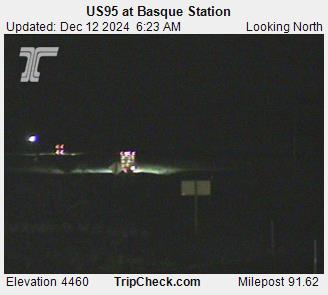 US95 at Basque Station
Updated: Dec 12 2024 6:23 AM Looking North
Elevation 4460 TripCheck.com Milepost 91.62